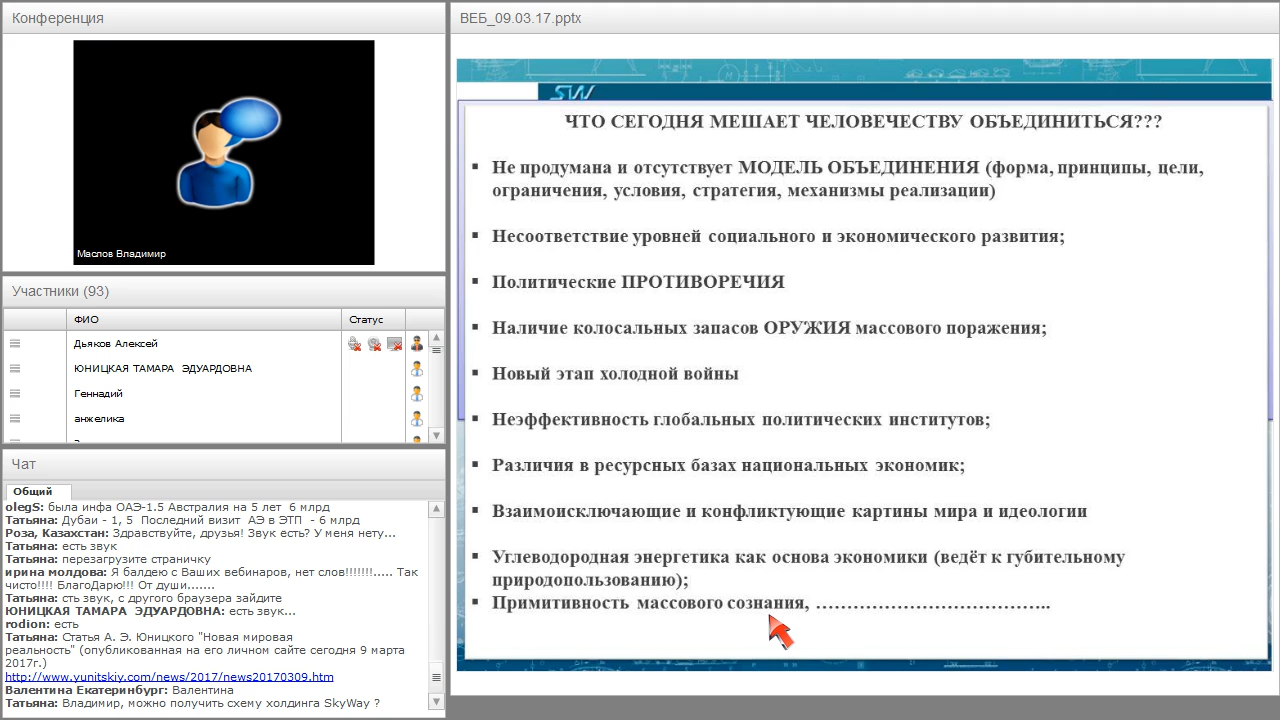 Конференция
Маслов Владимир
Участники (93)
ФИО
Статус
Дьяков Алексей
ЮНИЦКАЯ ТАМАРА ЭДУАРДОВНА
Геннадий
анжелика
Чат
Общий
olegS: была инфа ОАЭ-1.5 Австралия на 5 лет 6 млрд
Татьяна: Дубаи - 1, 5 Последний визит АЭ в ЭТП - 6 млрд
Роза, Казахстан: Здравствуйте, друзья! Звук есть? У меня нету...
Татьяна: есть звук
Татьяна: перезагрузите страничку
ирина молдова: Я балдею с Ваших вебинаров, нет слов!!!!!!!..... Так
чисто!!!! БлагоДарю!!! От души.......
Татьяна: сть звук, с другого браузера зайдите
ЮНИЦКАЯ ТАМАРА ЭДУАРДОВНА: есть звук...
rodion: есть
Татьяна: Статья А. Э. Юницкого "Новая мировая
реальность" (опубликованная на его личном сайте сегодня 9 марта
2017г.)
http://www.yunitskiy.com/news/2017/news20170309.htm
Валентина Екатеринбург: Валентина
Татьяна: Владимир, можно получить схему холдинга SkyWay ?
ВЕБ_09.03.17.pptx
SW
ЧТО СЕГОДНЯ МЕШАЕТ ЧЕЛОВЕЧЕСТВУ ОБЪЕДИНИТЬСЯ???
▪ Не продумана и отсутствует МОДЕЛЬ ОБЪЕДИНЕНИЯ (форма, принципы, цели,
ограничения, условия, стратегия, механизмы реализации)
▪ Несоответствие уровней социального и экономического развития;
▪ Политические ПРОТИВОРЕЧИЯ
▪ Наличие колосальных запасов ОРУЖИЯ массового поражения;
▪ Новый этап холодной войны
▪ Неэффективность глобальных политических институтов;
▪ Различия в ресурсных базах национальных экономик;
▪ Взаимоисключающие и конфликтующие картины мира и идеологии
▪ Углеводородная энергетика как основа экономики (ведёт к губительному
природопользованию);
▪ Примитивность массового сознания, ………………………………..